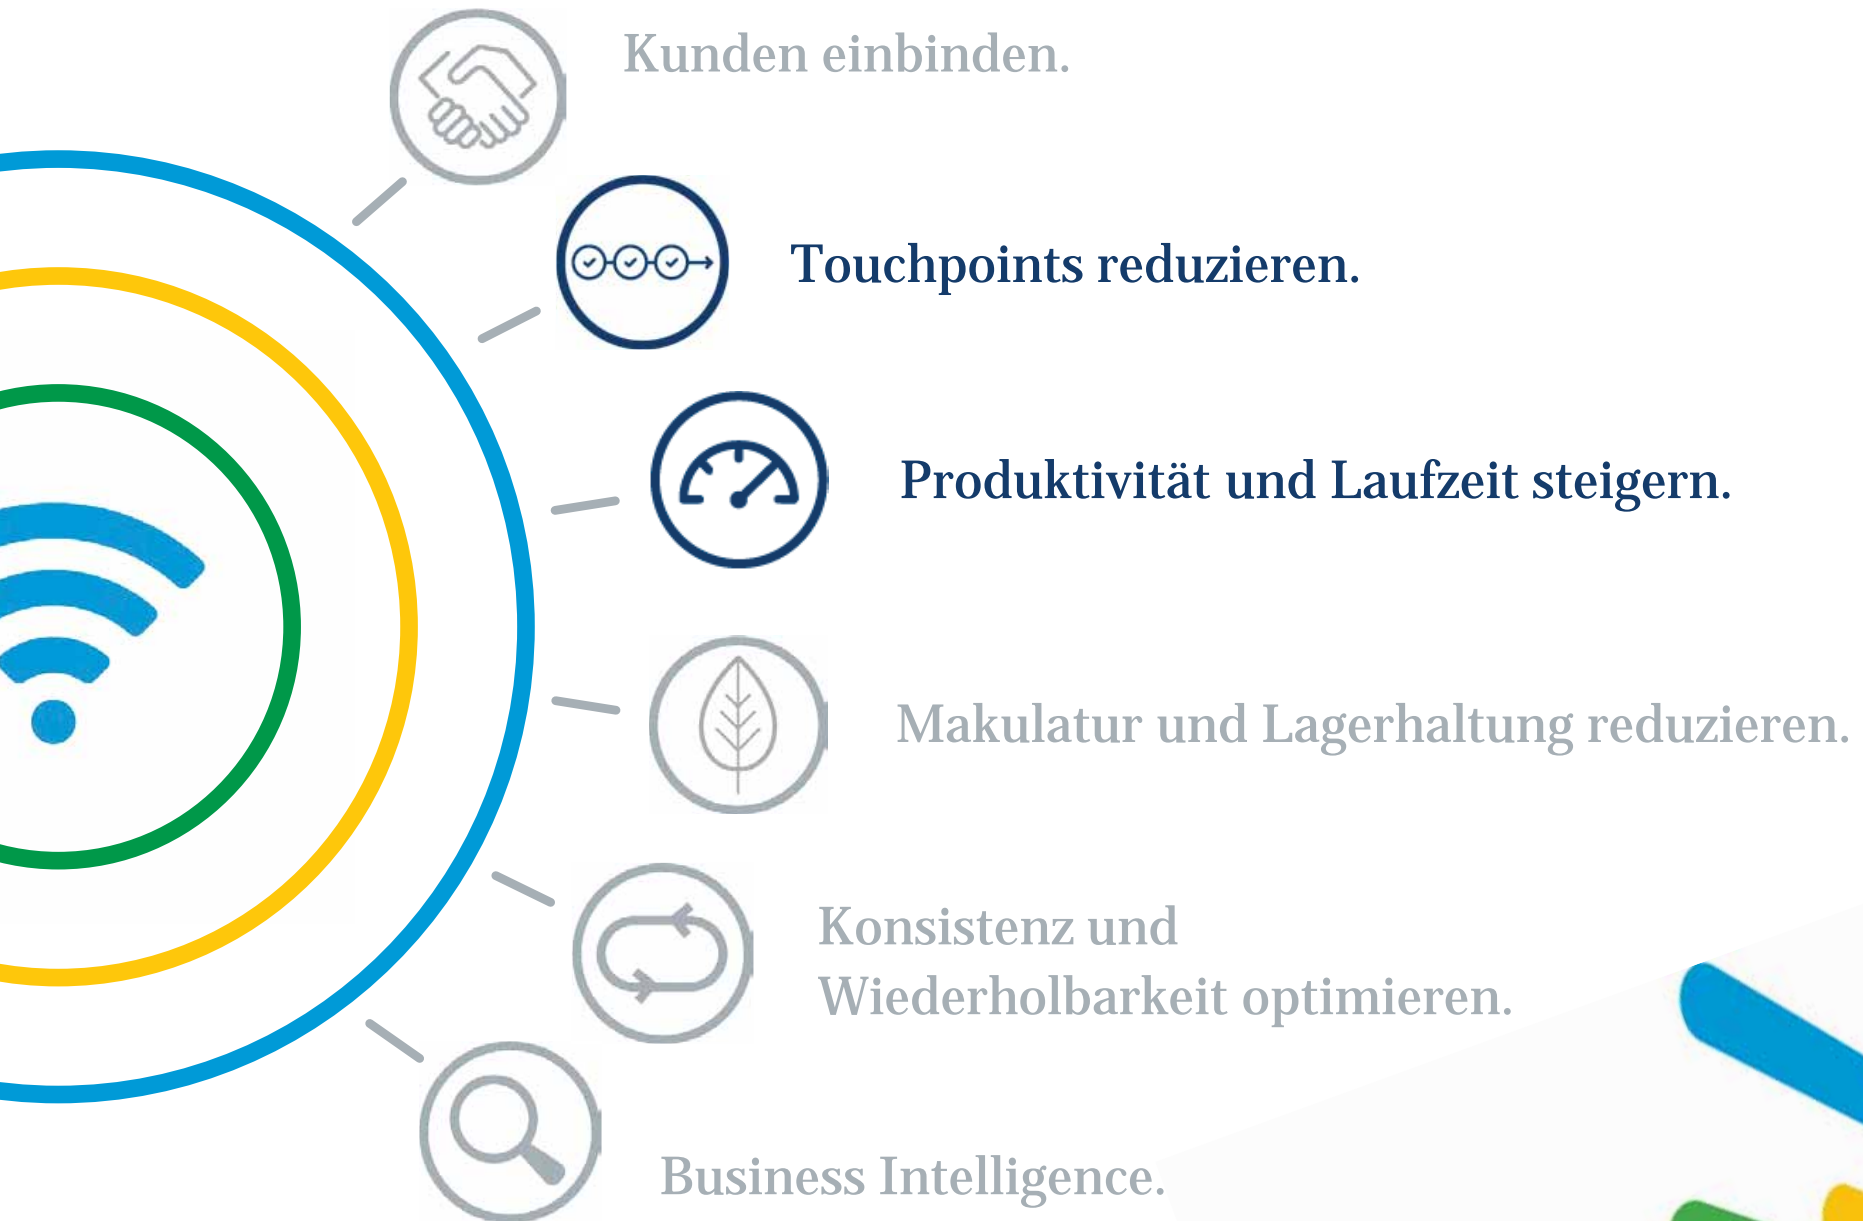 Kunden einbinden.
Touchpoints reduzieren.
Produktivität und Laufzeit steigern.
Makulatur und Lagerhaltung reduzieren.
Konsistenz und
Wiederholbarkeit optimieren.
Business Intelligence.